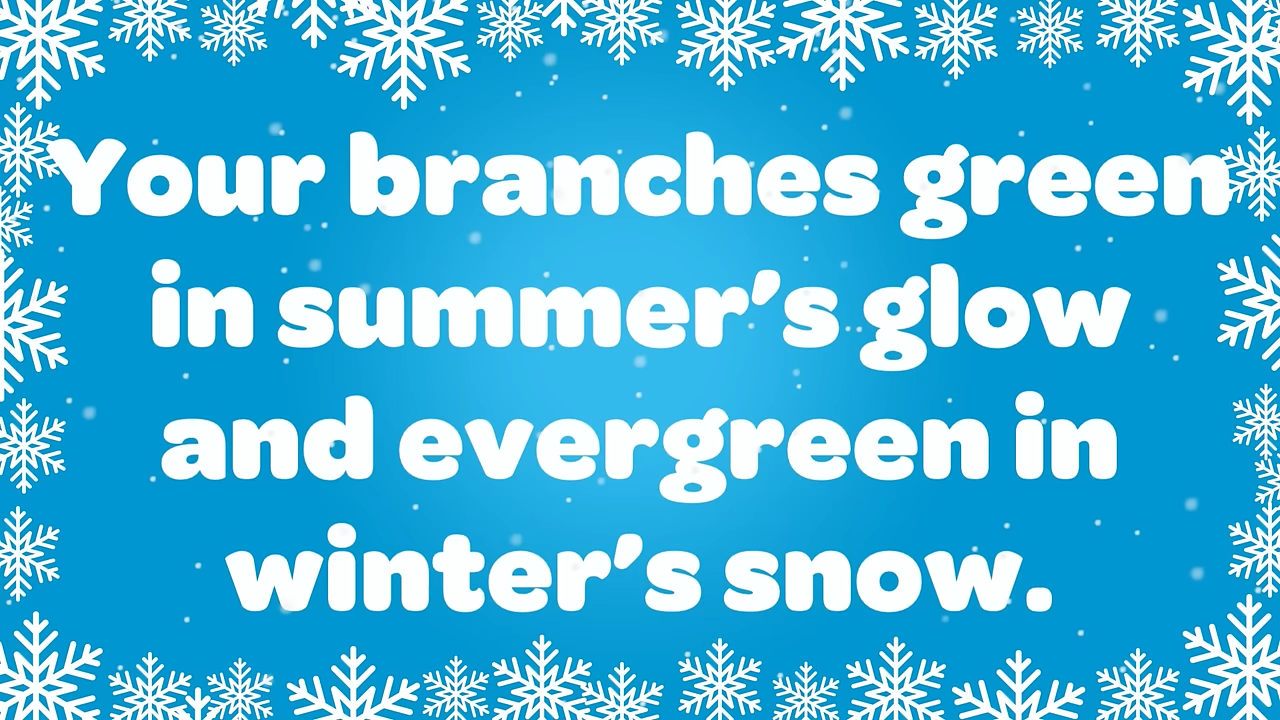 Your branches green
in summer's glow
and evergreen in
winter's snow.